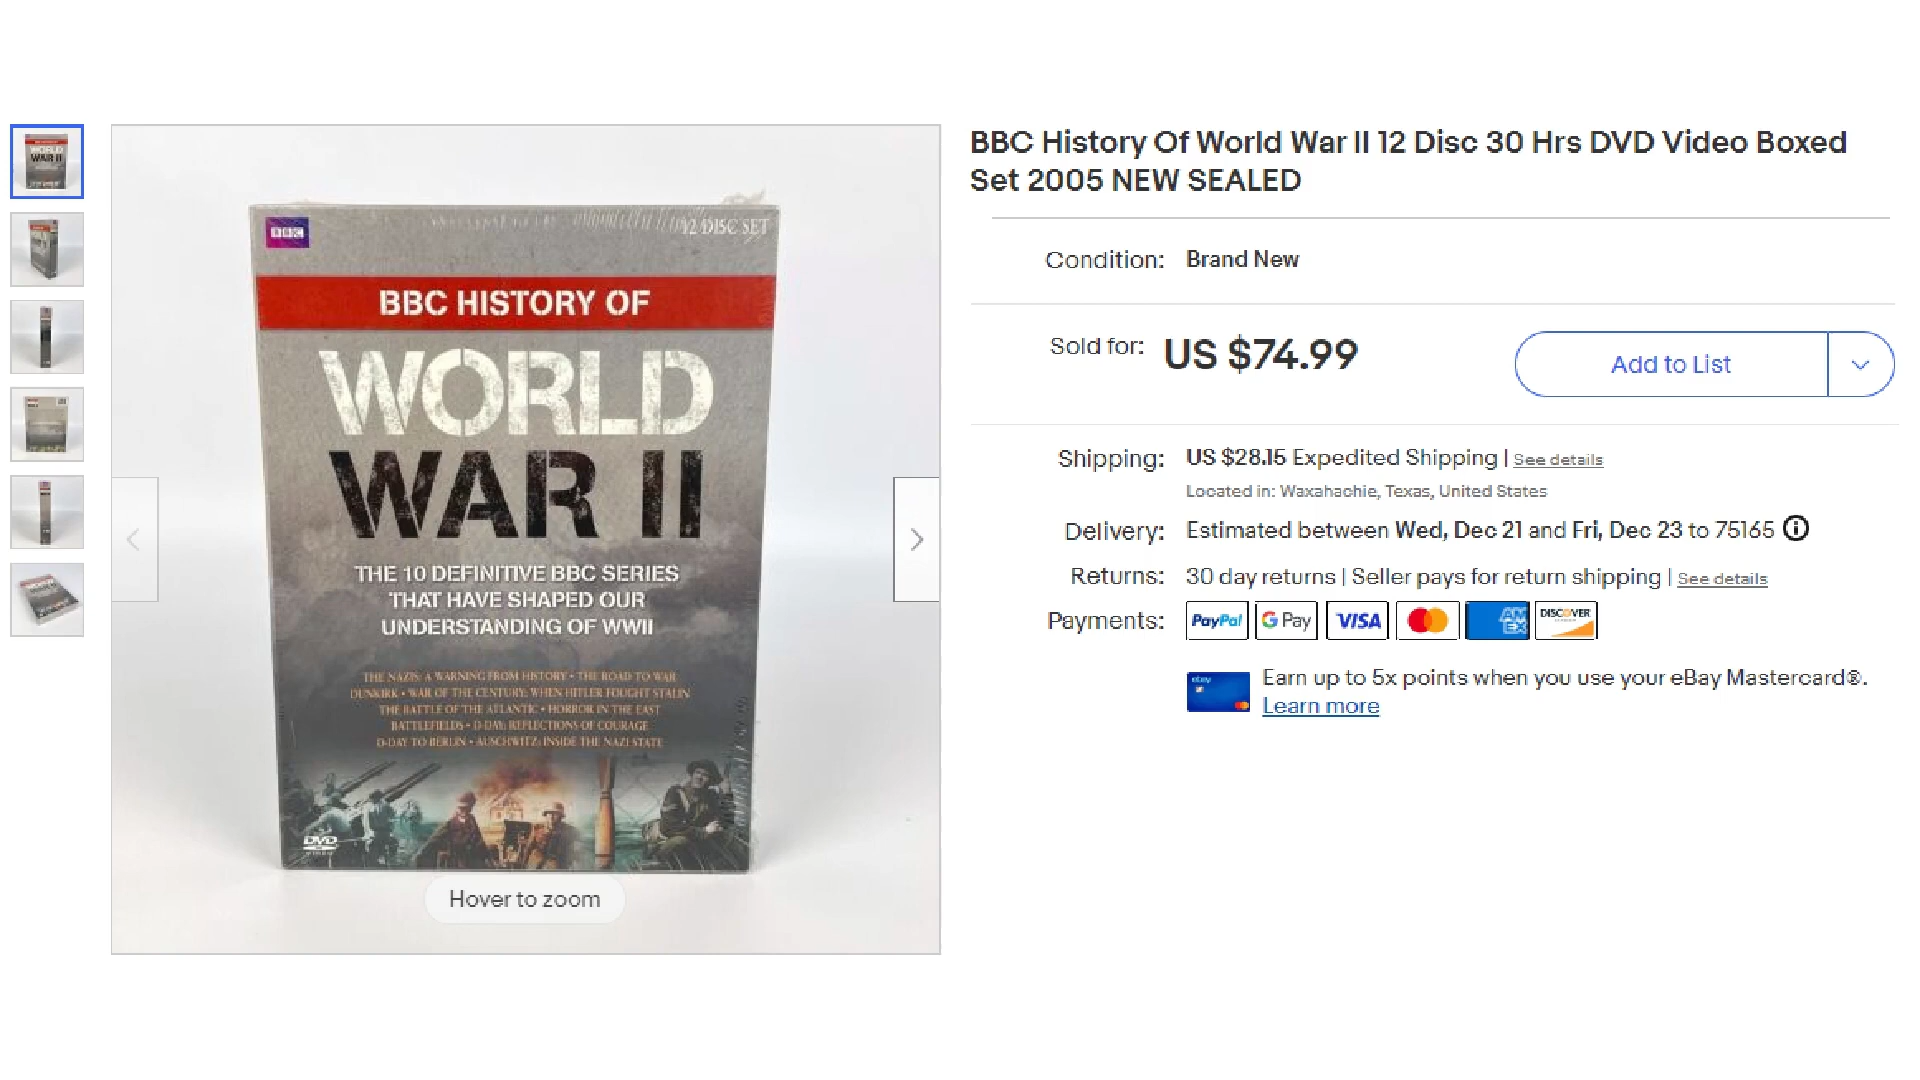 BBC History Of World War II 12 Disc 30 Hrs DVD Video Boxed
Set 2005 NEW SEALED
Condition: Brand New
Sold for: US $74.99
Add to List
Shipping: US $28.15 Expedited Shipping | See details
Located in: Waxahachie, Texas, United States
Delivery: Estimated between Wed, Dec 21 and Fri, Dec 23 to 75165
Returns: 30 day returns | Seller pays for return shipping | See details
Payments: PayPal G Pay VISA AM EX DISCOVER
ebay
Earn up to 5x points when you use your eBay Mastercard®.
Learn more
BBC
12 DISC SET
BBC HISTORY OF
WORLD
WAR II
THE 10 DEFINITIVE BBC SERIES
THAT HAVE SHAPED OUR
UNDERSTANDING OF WWII
THE NAZIS: A WARNING FROM HISTORY • THE ROAD TO WAR
DUNKIRK • WAR OF THE CENTURY: WHEN HITLER FOUGHT STALIN
THE BATTLE OF THE ATLANTIC • HORROR IN THE EAST
BATTLEFIELDS • D-DAY: REFLECTIONS OF COURAGE
D-DAY TO BERLIN • AUSCHWITZ: INSIDE THE NAZI STATE
DVD
VIDEO
Hover to zoom